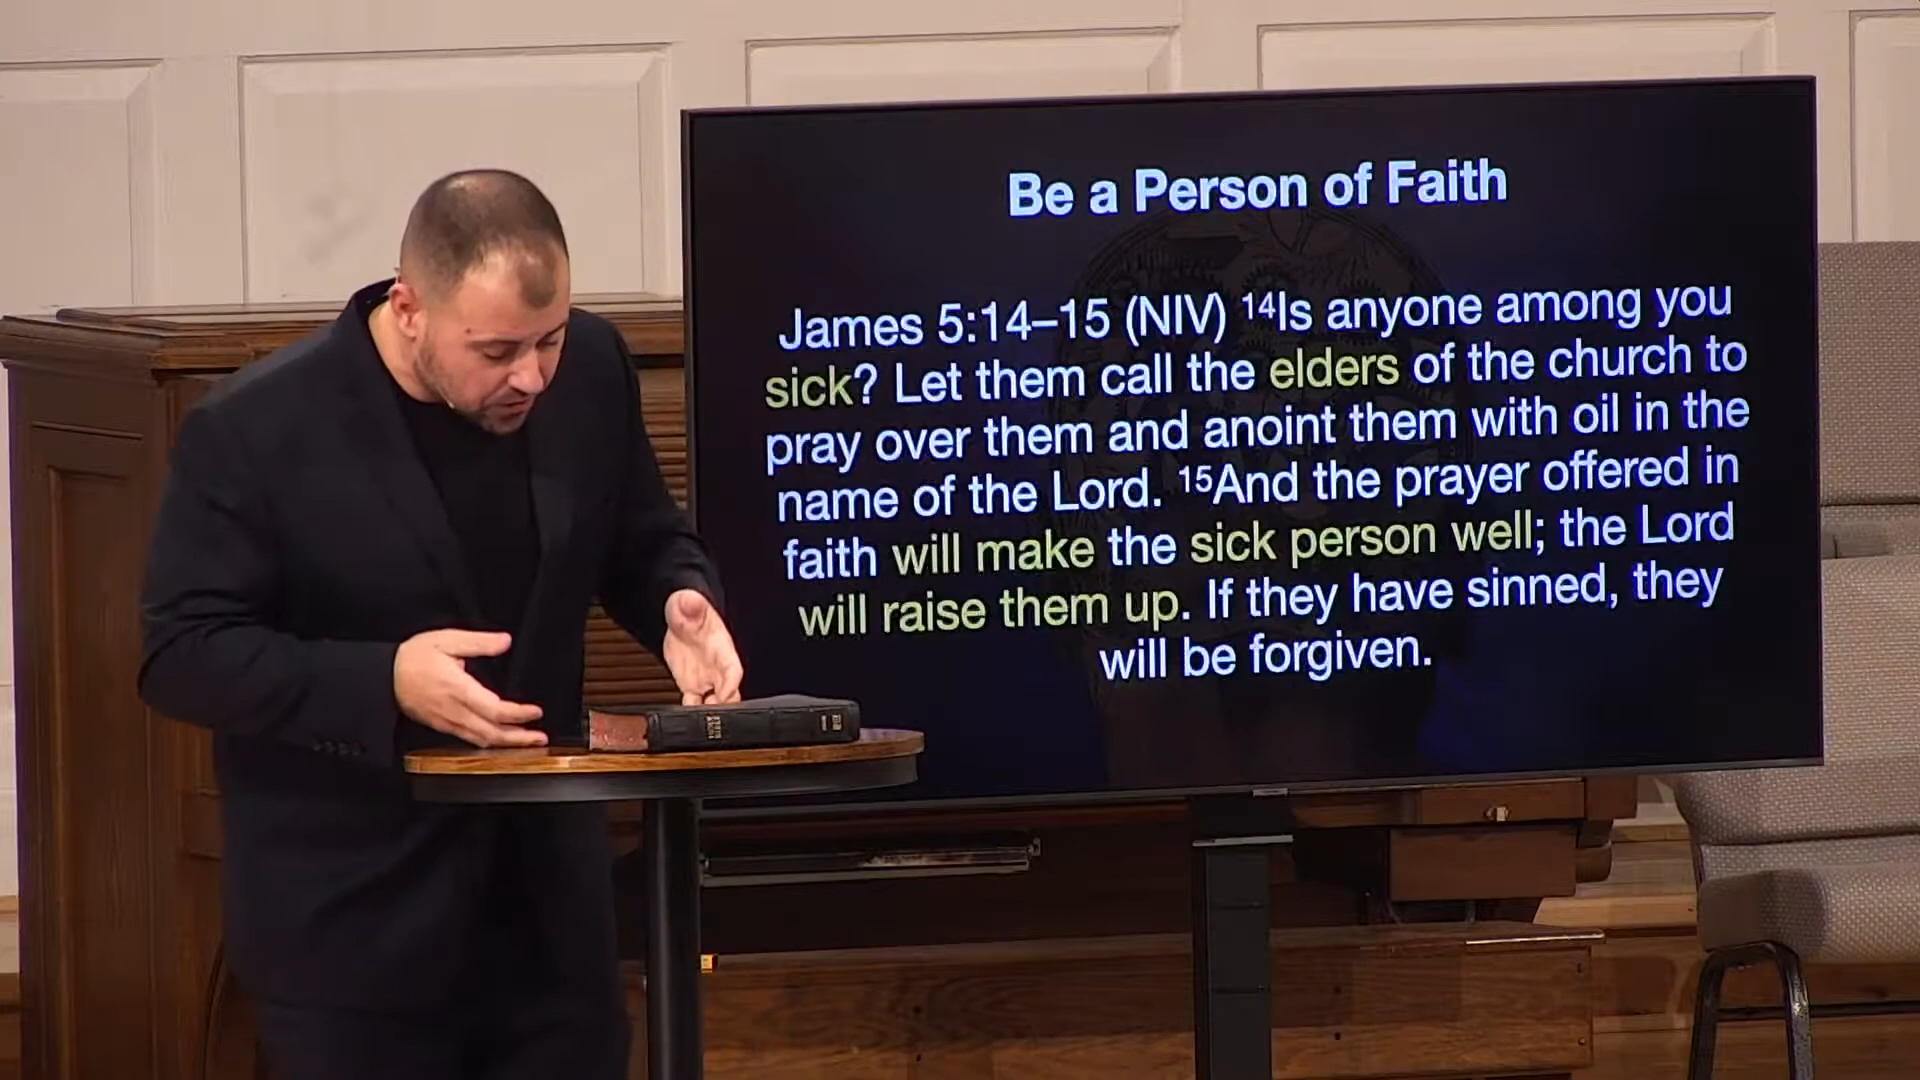 Be a Person of Faith
James 5:14–15 (NIV) ¹⁴Is anyone among you
sick? Let them call the elders of the church to
pray over them and anoint them with oil in the
name of the Lord. ¹⁵And the prayer offered in
faith will make the sick person well; the Lord
will raise them up. If they have sinned, they
will be forgiven.